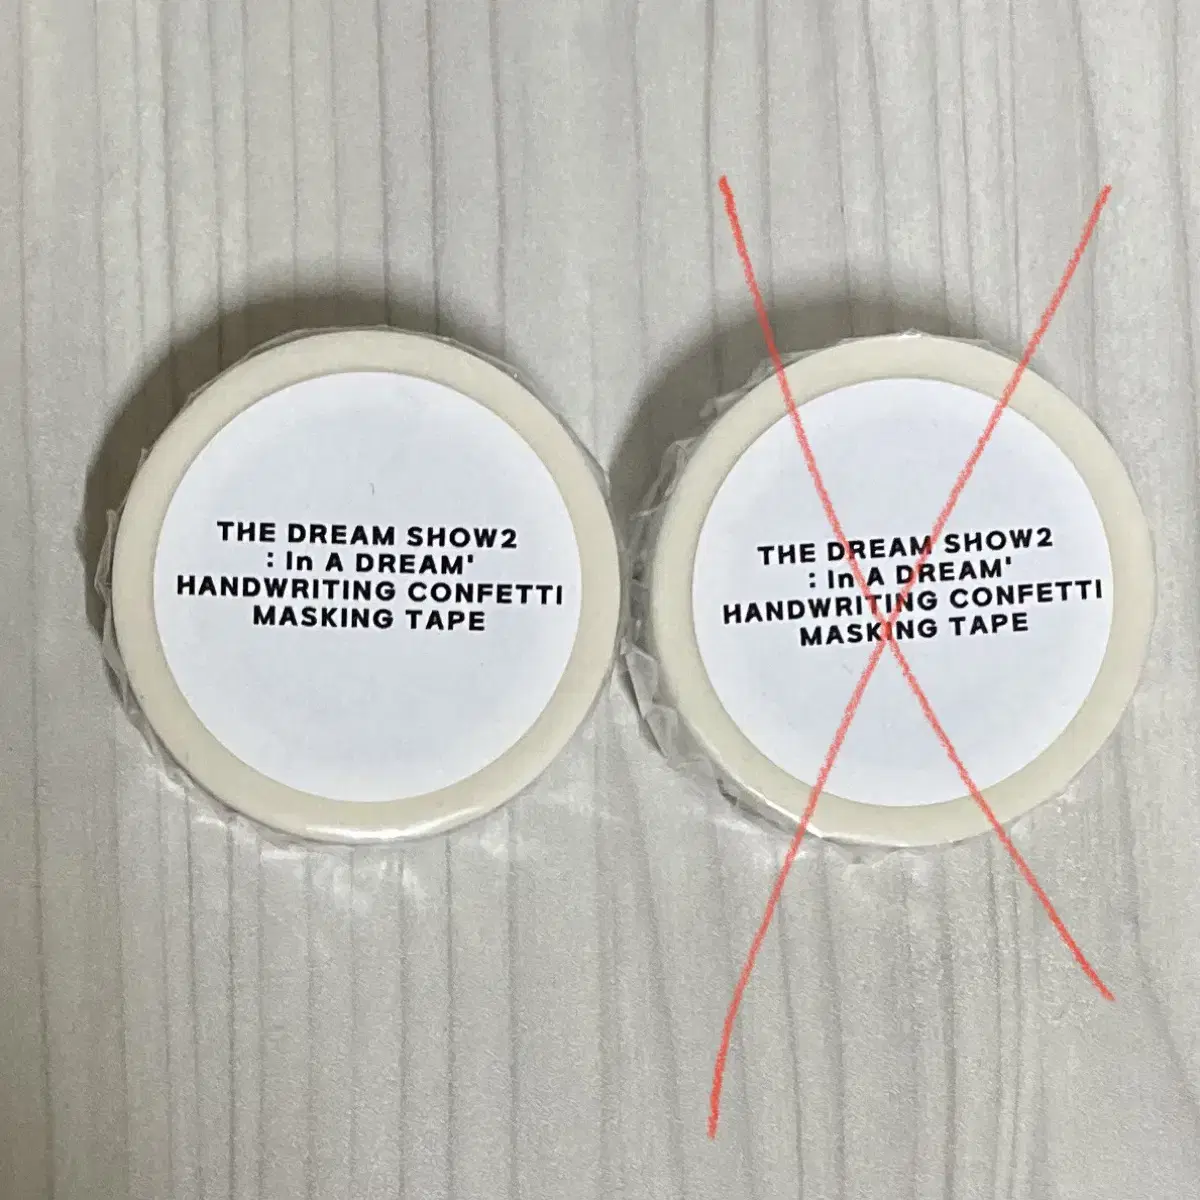 THE DREAM SHOW2
: In A DREAM'
HANDWRITING CONFETTI
MASKING TAPE
THE DREAM SHOW2
: In A DREAM'
HANDWRITING CONFETTI
MASKING TAPE